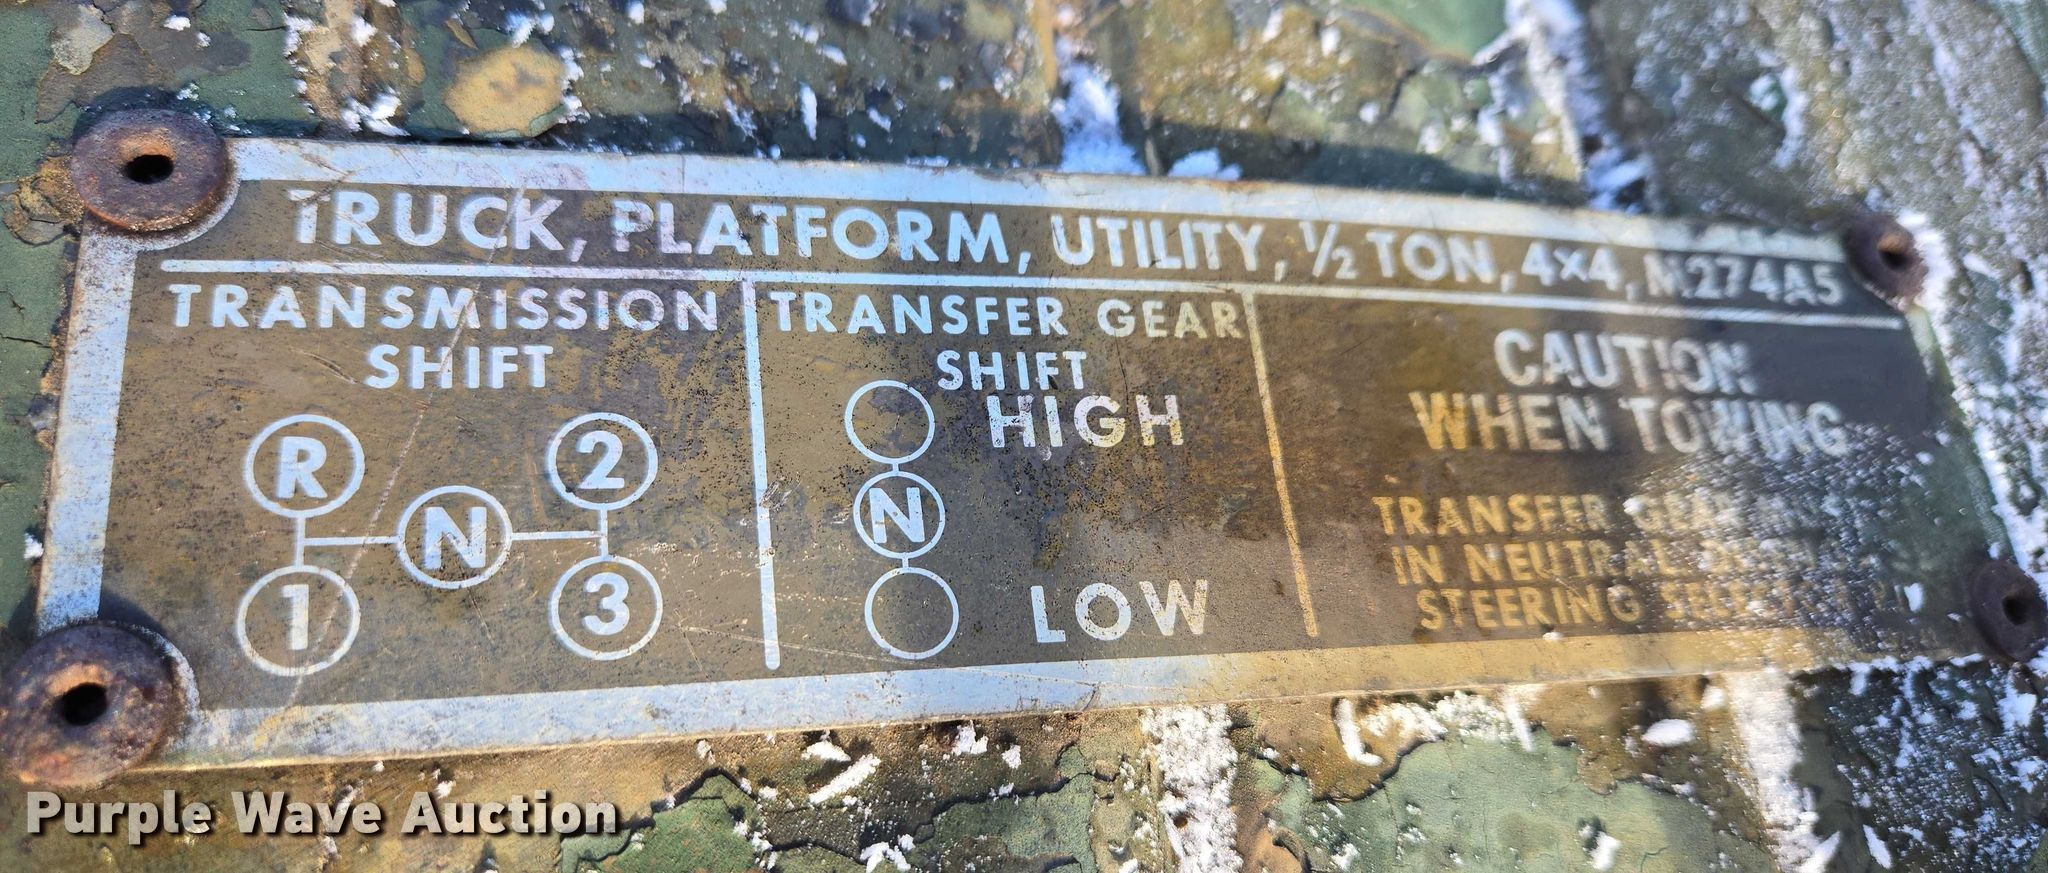 TRUCK, PLATFORM, UTILITY, ½ TON, 4x4, M274A5
TRANSMISSION
SHIFT
R 2
N
1 3
TRANSFER GEAR
SHIFT
HIGH
N
LOW
CAUTION
WHEN TOWING
TRANSFER GEAR
IN NEUTRAL
STEERING
Purple Wave Auction